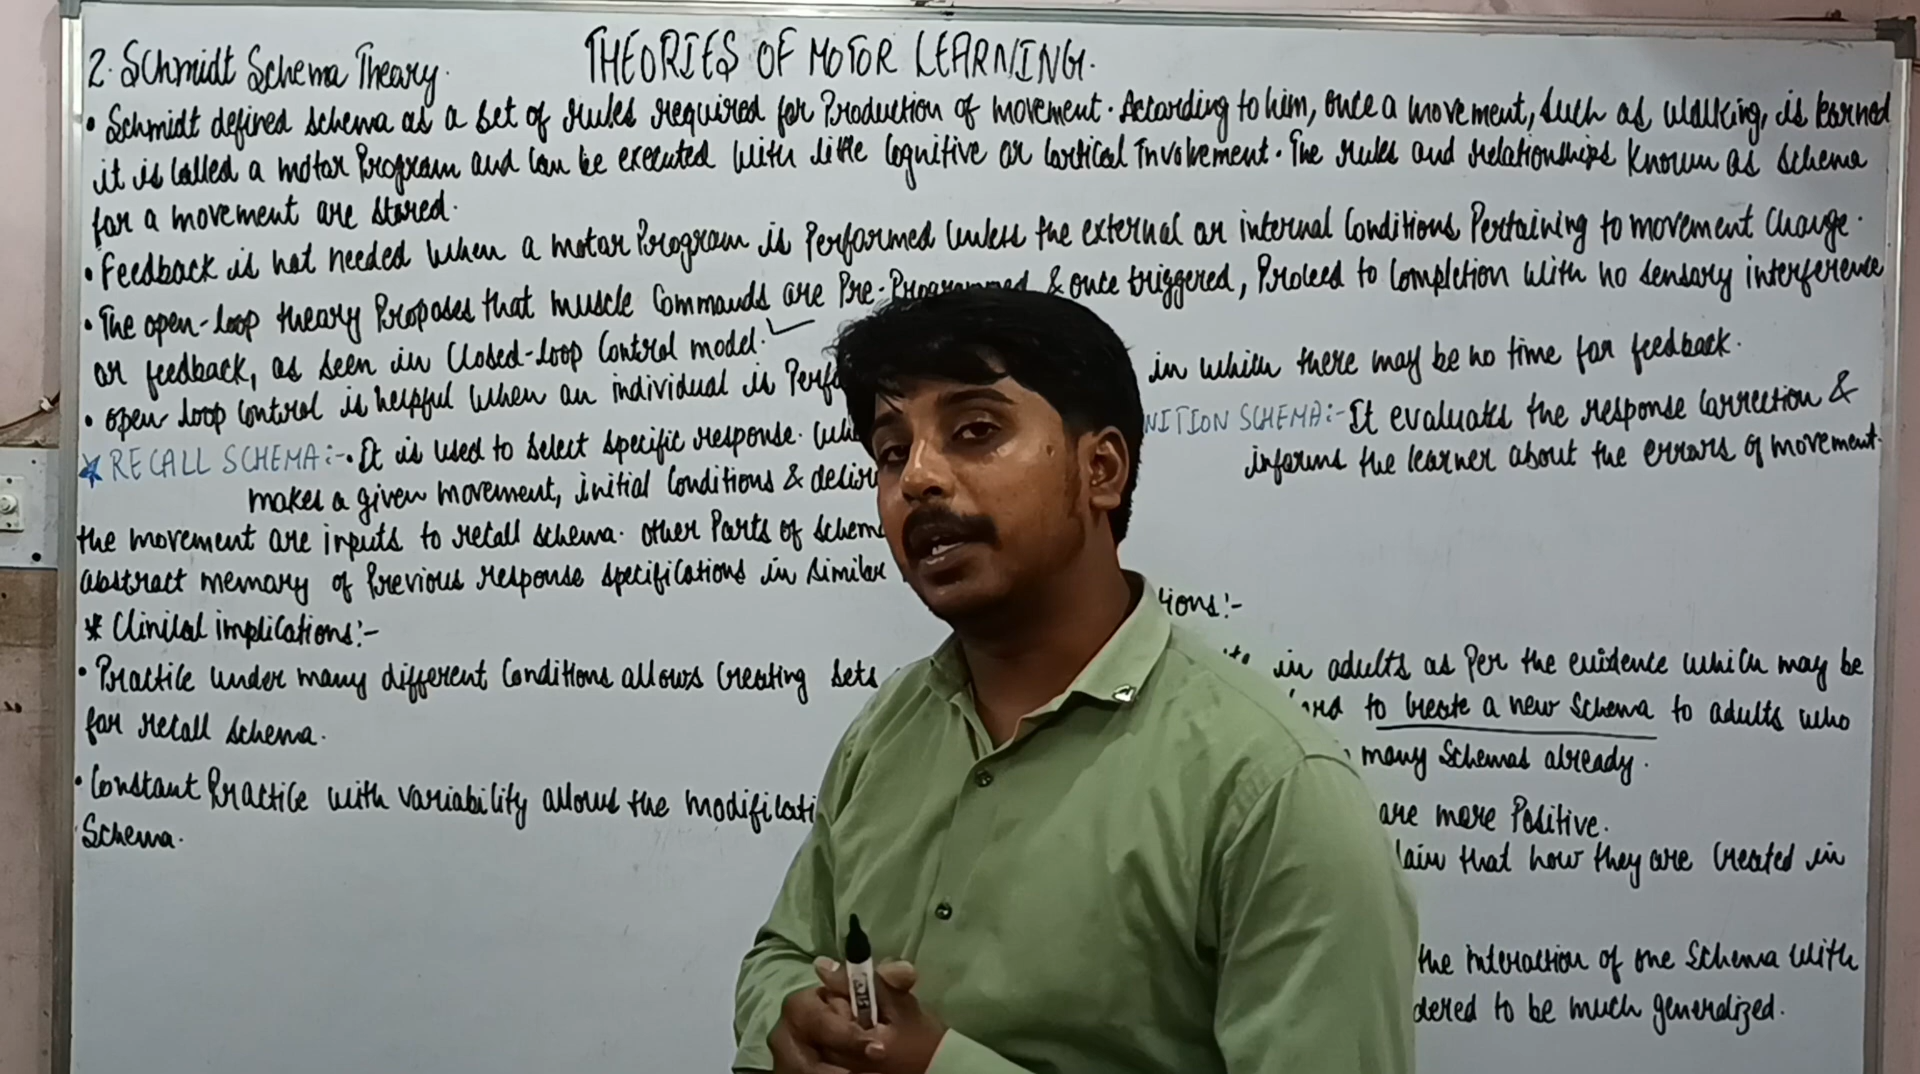 THEORIES OF MOTOR LEARNING.
2. Schmidt Schema Theory.
• Schmidt defined schema as a set of rules required for Production of movement. According to him, once a movement, such as walking, is learned
it is called a motor Program and can be executed with little Cognitive or Cortical Involvement. The rules and relationships known as Schema
for a movement are stored.
• Feedback is not needed when a motor Program is Performed unless the external or internal Conditions Pertaining to movement Change.
• The open-loop theory Proposes that muscle Commands are Pre-Programmed & once triggered, Proceed to Completion with no sensory interference
or feedback, as seen in Closed-loop Control model.
• open loop Control is helpful when an individual is in which there may be no time for feedback.
★ RECALL SCHEMA:-. It is used to select specific response.
makes a given movement, initial Conditions &
the movement are inputs to recall schema. other Parts of
abstract memory of Previous response specifications in similar
NITION SCHEMA:- It evaluates the response Correction &
informs the learner about the errors of movement.
* Clinical implications:-
• Practice under many different Conditions allows Creating sets
for recall schema.
• Constant Practice with variability allows the
Schema.
tions:-
in adults as Per the evidence which may be
to Create a new Schema to adults who
many Schemas already.
are more Positive.
that how they are Created in
the interaction of one Schema with
to be much generalized.